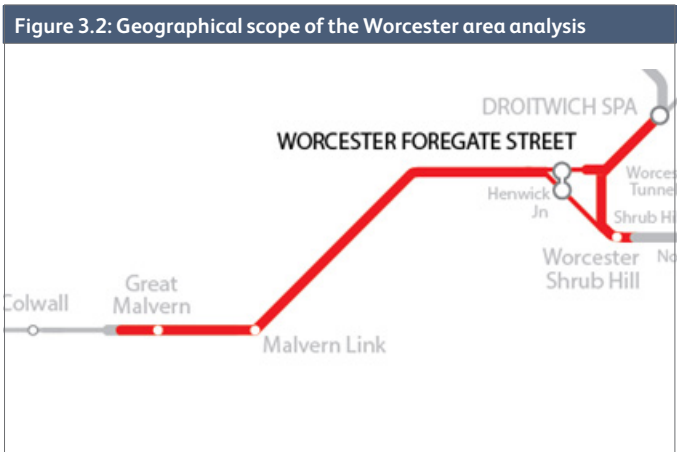 Figure 3.2: Geographical scope of the Worcester area analysis
DROITWICH SPA
WORCESTER FOREGATE STREET
Henwick
Jn
Tunnel
Worcester
Shrub Hill
Great
Malvern
Colwall
Malvern Link